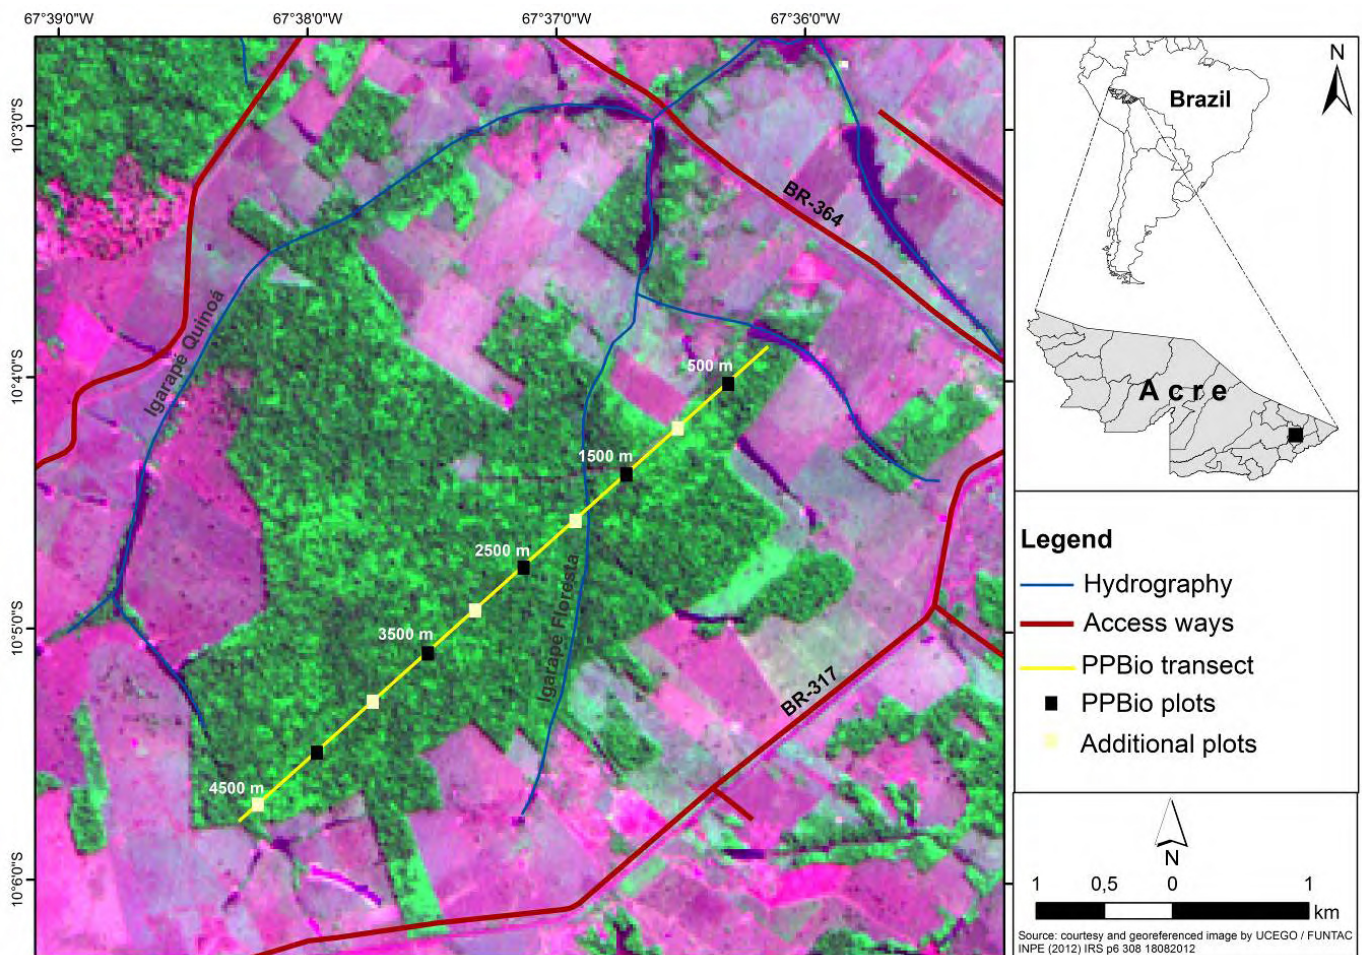 67°39'0"W
67°38'0"W
67°37'0"W
67°36'0"W
10°3'0"S
10°4'0"S
10°5'0"S
10°6'0"S
BR-364
Igarapé Quinoá
500 m
1500 m
2500 m
Igarapé Floresta
3500 m
BR-317
4500 m
N
Brazil
Acre
Legend
Hydrography
Access ways
PPBio transect
PPBio plots
Additional plots
N
1 0,5 0 1
km
Source: courtesy and georeferenced image by UCEGO / FUNTAC
INPE (2012) IRS p6 308 18082012